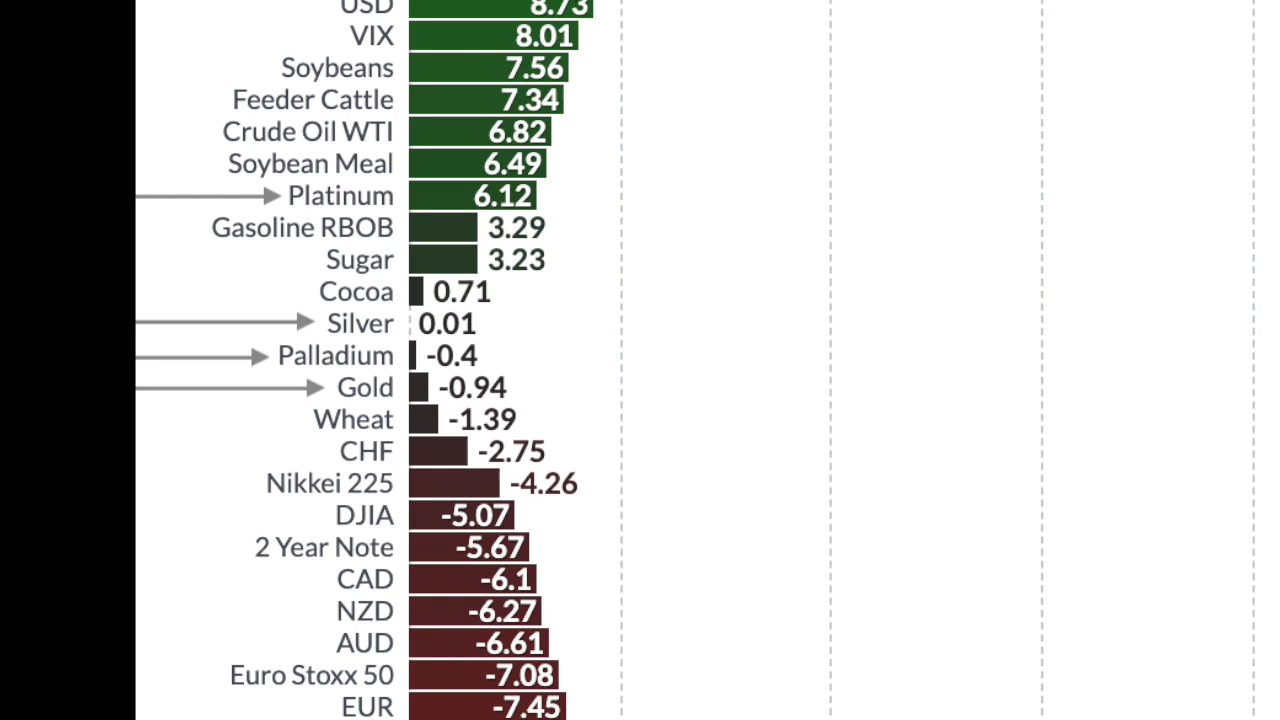 USD 8.73
VIX 8.01
Soybeans 7.56
Feeder Cattle 7.34
Crude Oil WTI 6.82
Soybean Meal 6.49
Platinum 6.12
Gasoline RBOB 3.29
Sugar 3.23
Cocoa 0.71
Silver 0.01
Palladium -0.4
Gold -0.94
Wheat -1.39
CHF -2.75
Nikkei 225 -4.26
DJIA -5.07
2 Year Note -5.67
CAD -6.1
NZD -6.27
AUD -6.61
Euro Stoxx 50 -7.08
EUR -7.45